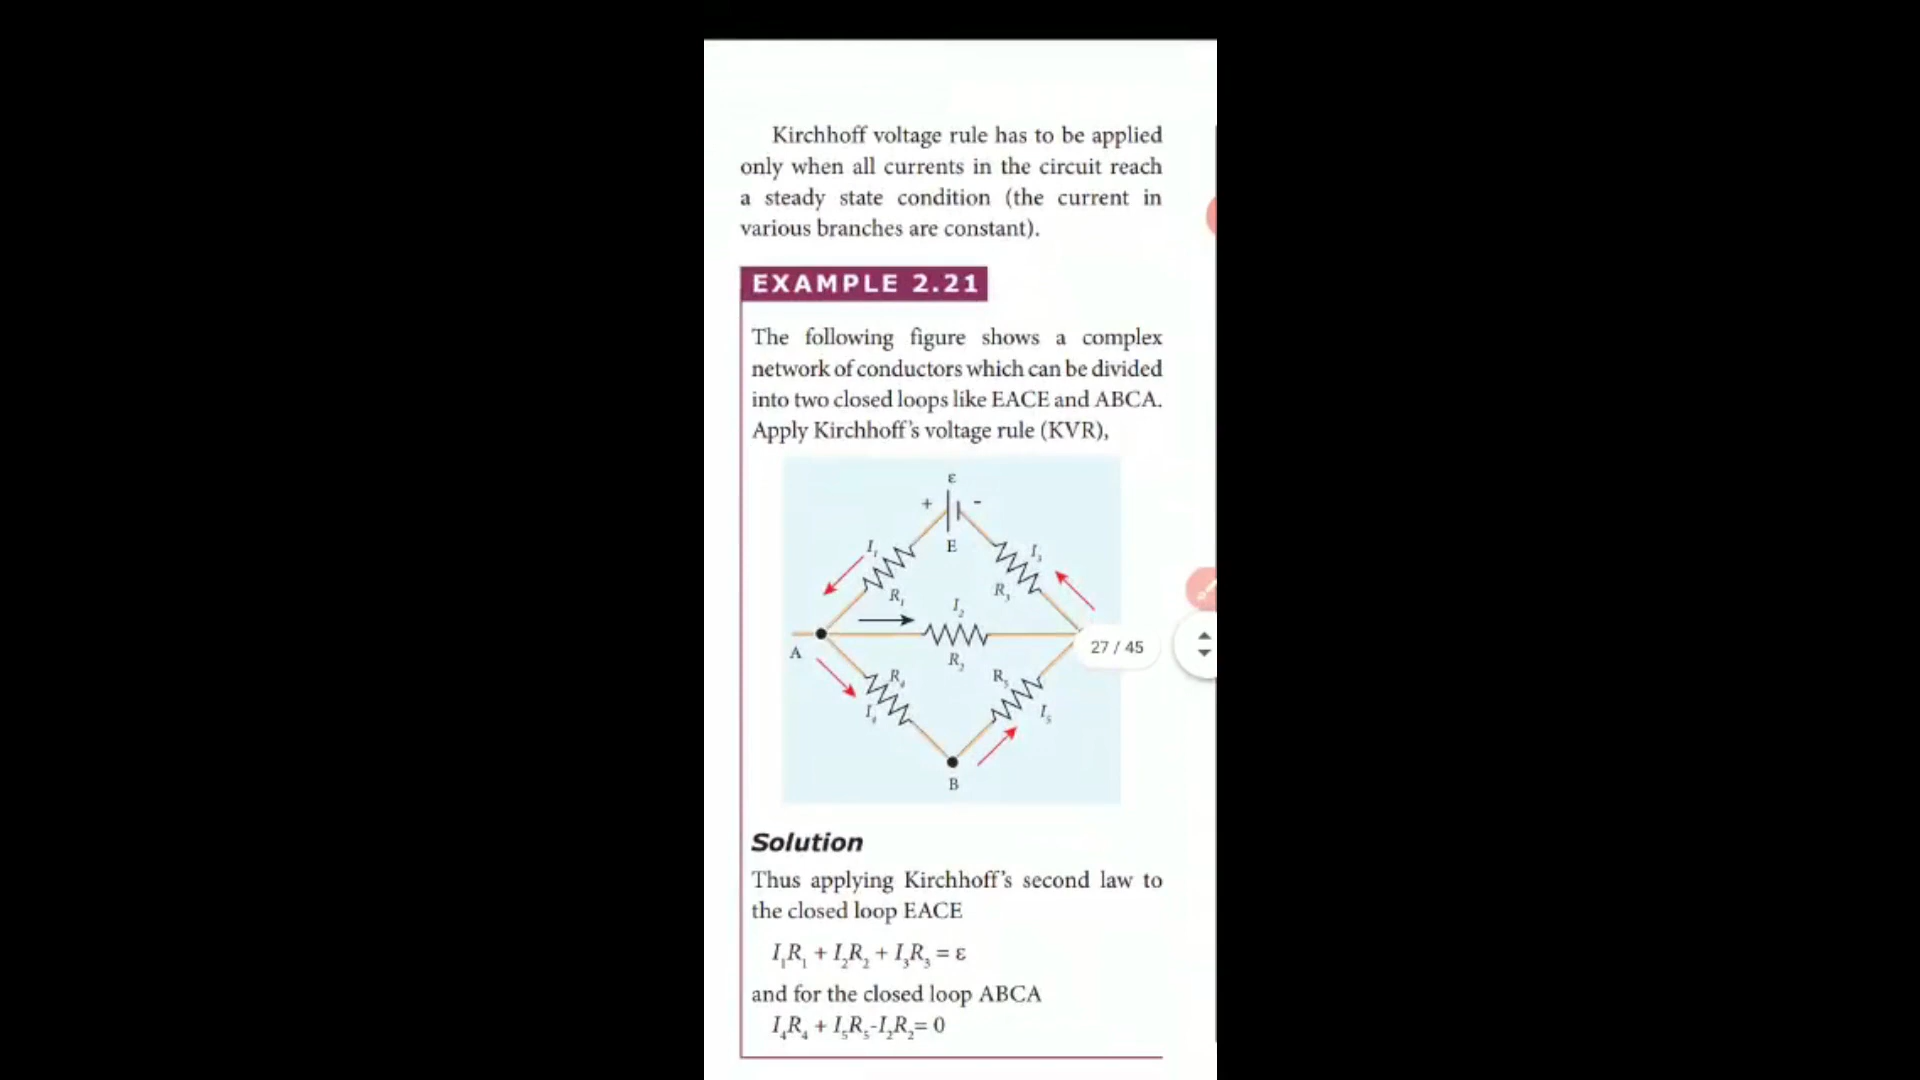 Kirchhoff voltage rule has to be applied
only when all currents in the circuit reach
a steady state condition (the current in
various branches are constant).
EXAMPLE 2.21
The following figure shows a complex
network of conductors which can be divided
into two closed loops like EACE and ABCA.
Apply Kirchhoff's voltage rule (KVR),
ε
+ -
E
I₁
I₃
R₁
R₃
I₂
A
R₂
27 / 45
R₄
R₅
I₄
I₅
B
Solution
Thus applying Kirchhoff's second law to
the closed loop EACE
I₁R₁ + I₂R₂ + I₃R₃ = ε
and for the closed loop ABCA
I₄R₄ + I₅R₅-I₂R₂= 0